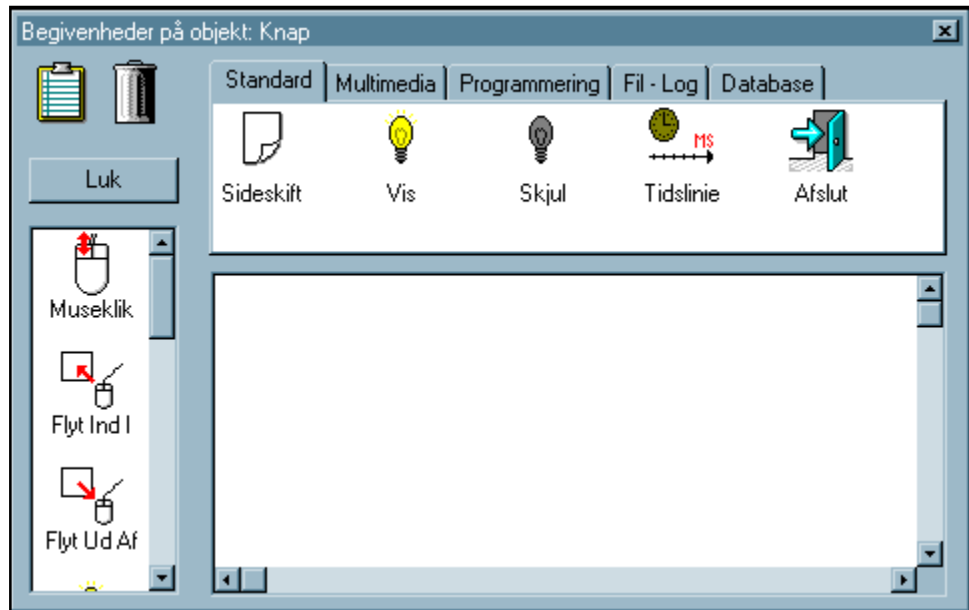 Begivenheder på objekt: Knap
Standard Multimedia Programmering Fil - Log Database
MS
Sideskift Vis Skjul Tidslinie Afslut
Luk
Museklik
Flyt Ind I
Flyt Ud Af